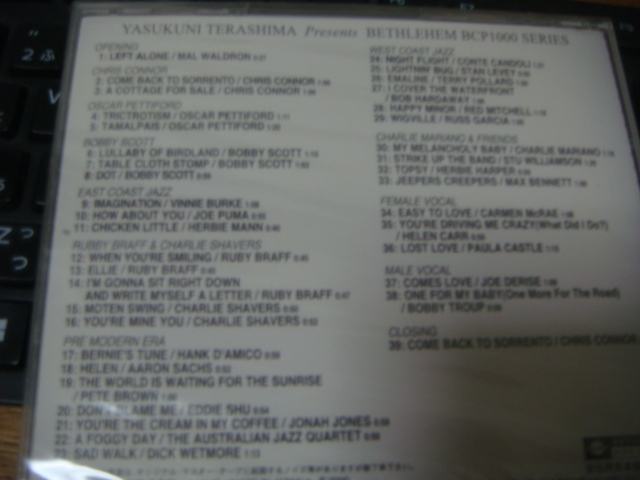 YASUKUNI TERASHIMA Presents BETHLEHEM BCP1000 SERIES
OPENING
1: LEFT ALONE / MAL WALDRON 0:37
CHRIS CONNOR
2: COME BACK TO SORRENTO / CHRIS CONNOR
3: A COTTAGE FOR SALE / CHRIS CONNOR
OSCAR PETTIFORD
4: TRICTROTISM / OSCAR PETTIFORD
5: TAMALPAIS / OSCAR PETTIFORD
BOBBY SCOTT
6: LULLABY OF BIRDLAND / BOBBY SCOTT
7: TABLE CLOTH STOMP / BOBBY SCOTT
8: DOT / BOBBY SCOTT
EAST COAST JAZZ
9: IMAGINATION / VINNIE BURKE
10: HOW ABOUT YOU / JOE PUMA
11: CHICKEN LITTLE / HERBIE MANN
RUBBY BRAFF & CHARLIE SHAVERS
12: WHEN YOU'RE SMILING / RUBY BRAFF
13: ELLIE / RUBY BRAFF
14: I'M GONNA SIT RIGHT DOWN
AND WRITE MYSELF A LETTER / RUBY BRAFF
15: MOTEN SWING / CHARLIE SHAVERS
16: YOU'RE MINE YOU / CHARLIE SHAVERS
PRE MODERN ERA
17: BERNIE'S TUNE / HANK D'AMICO
18: HELEN / AARON SACHS
19: THE WORLD IS WAITING FOR THE SUNRISE
/ PETE BROWN
20: DON'T BLAME ME / EDDIE SHU
21: YOU'RE THE CREAM IN MY COFFEE / JONAH JONES
22: A FOGGY DAY / THE AUSTRALIAN JAZZ QUARTET
23: SAD WALK / DICK WETMORE
WEST COAST JAZZ
24: NIGHT FLIGHT / CONTE CANDOLI
25: LIGHTNIN' BUG / STAN LEVEY
26: EMALINE / TERRY POLLARD
27: I COVER THE WATERFRONT
/ BOB HARDAWAY
28: HAPPY MINOR / RED MITCHELL
29: WIGVILLE / RUSS GARCIA
CHARLIE MARIANO & FRIENDS
30: MY MELANCHOLY BABY / CHARLIE MARIANO
31: STRIKE UP THE BAND / STU WILLIAMSON
32: TOPSY / HERBIE HARPER
33: JEEPERS CREEPERS / MAX BENNETT
FEMALE VOCAL
34: EASY TO LOVE / CARMEN McRAE
35: YOU'RE DRIVING ME CRAZY(What Did I Do?)
/ HELEN CARR
36: LOST LOVE / PAULA CASTLE
MALE VOCAL
37: COMES LOVE / JOE DERISE
38: ONE FOR MY BABY(One More For The Road)
/ BOBBY TROUP
CLOSING
39: COME BACK TO SORRENTO / CHRIS CONNOR